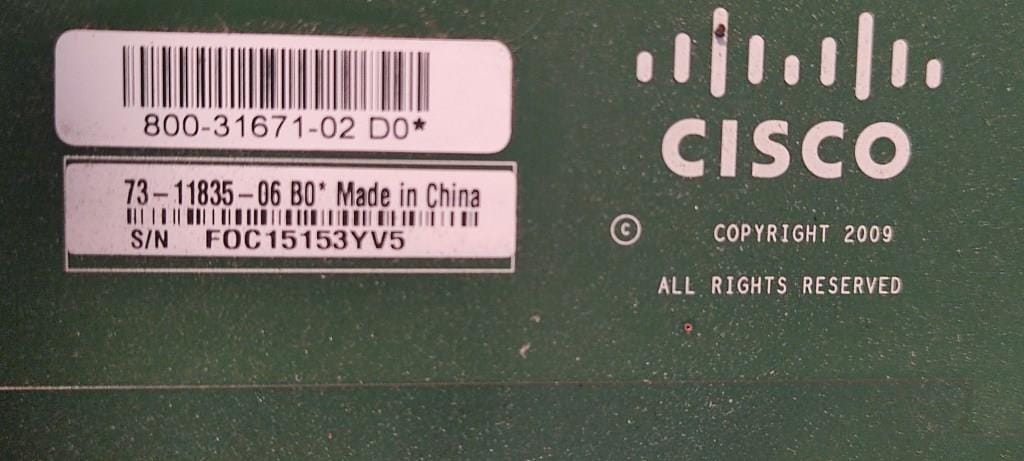 800-31671-02 D0*
73-11835-06 B0* Made in China
S/N FOC15153YV5
CISCO
© COPYRIGHT 2009
ALL RIGHTS RESERVED